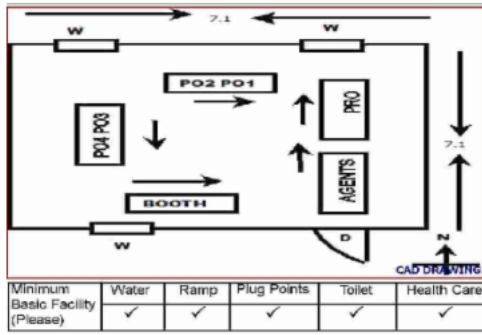 7.1
W W
PO2 PO1
PRO
PO4 PO3
7.1
AGENTS
BOOTH
W
D
N
CAD DRAWING
Minimum Basic Facility (Please) Water Ramp Plug Points Toilet Health Care
✓ ✓ ✓ ✓ ✓